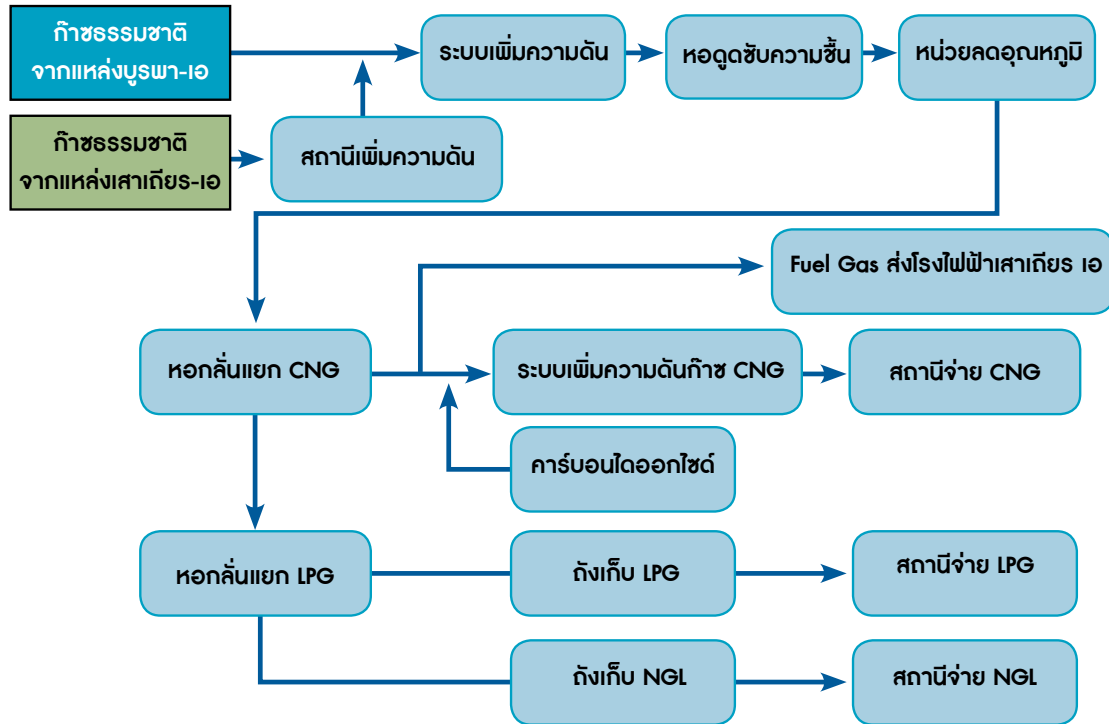 ก๊าซธรรมชาติ
จากแหล่งบูรพา-เอ
ระบบเพิ่มความดัน
หอดูดซับความชื้น
หน่วยลดอุณหภูมิ
ก๊าซธรรมชาติ
จากแหล่งเสาเถียร-เอ
สถานีเพิ่มความดัน
Fuel Gas ส่งโรงไฟฟ้าเสาเถียร เอ
หอกลั่นแยก CNG
ระบบเพิ่มความดันก๊าซ CNG
สถานีจ่าย CNG
คาร์บอนไดออกไซด์
หอกลั่นแยก LPG
ถังเก็บ LPG
สถานีจ่าย LPG
ถังเก็บ NGL
สถานีจ่าย NGL